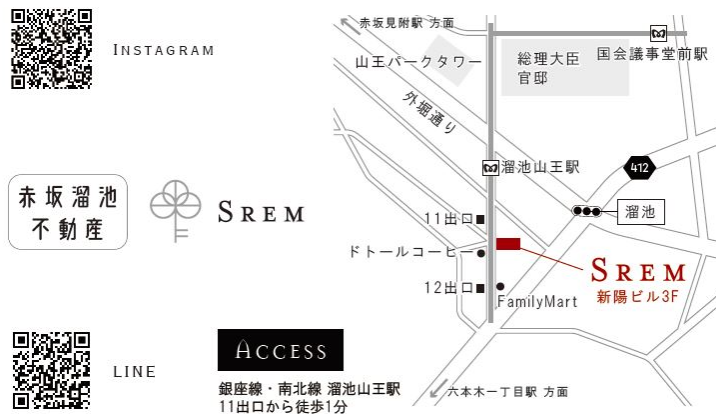 INSTAGRAM
赤坂溜池
不動産
SREM
LINE
ACCESS
銀座線・南北線 溜池山王駅
11出口から徒歩1分
赤坂見附駅 方面
山王パークタワー
総理大臣
官邸
国会議事堂前駅
外堀通り
溜池山王駅
412
溜池
11出口
ドトールコーヒー
SREM
新陽ビル3F
12出口
FamilyMart
六本木一丁目駅 方面